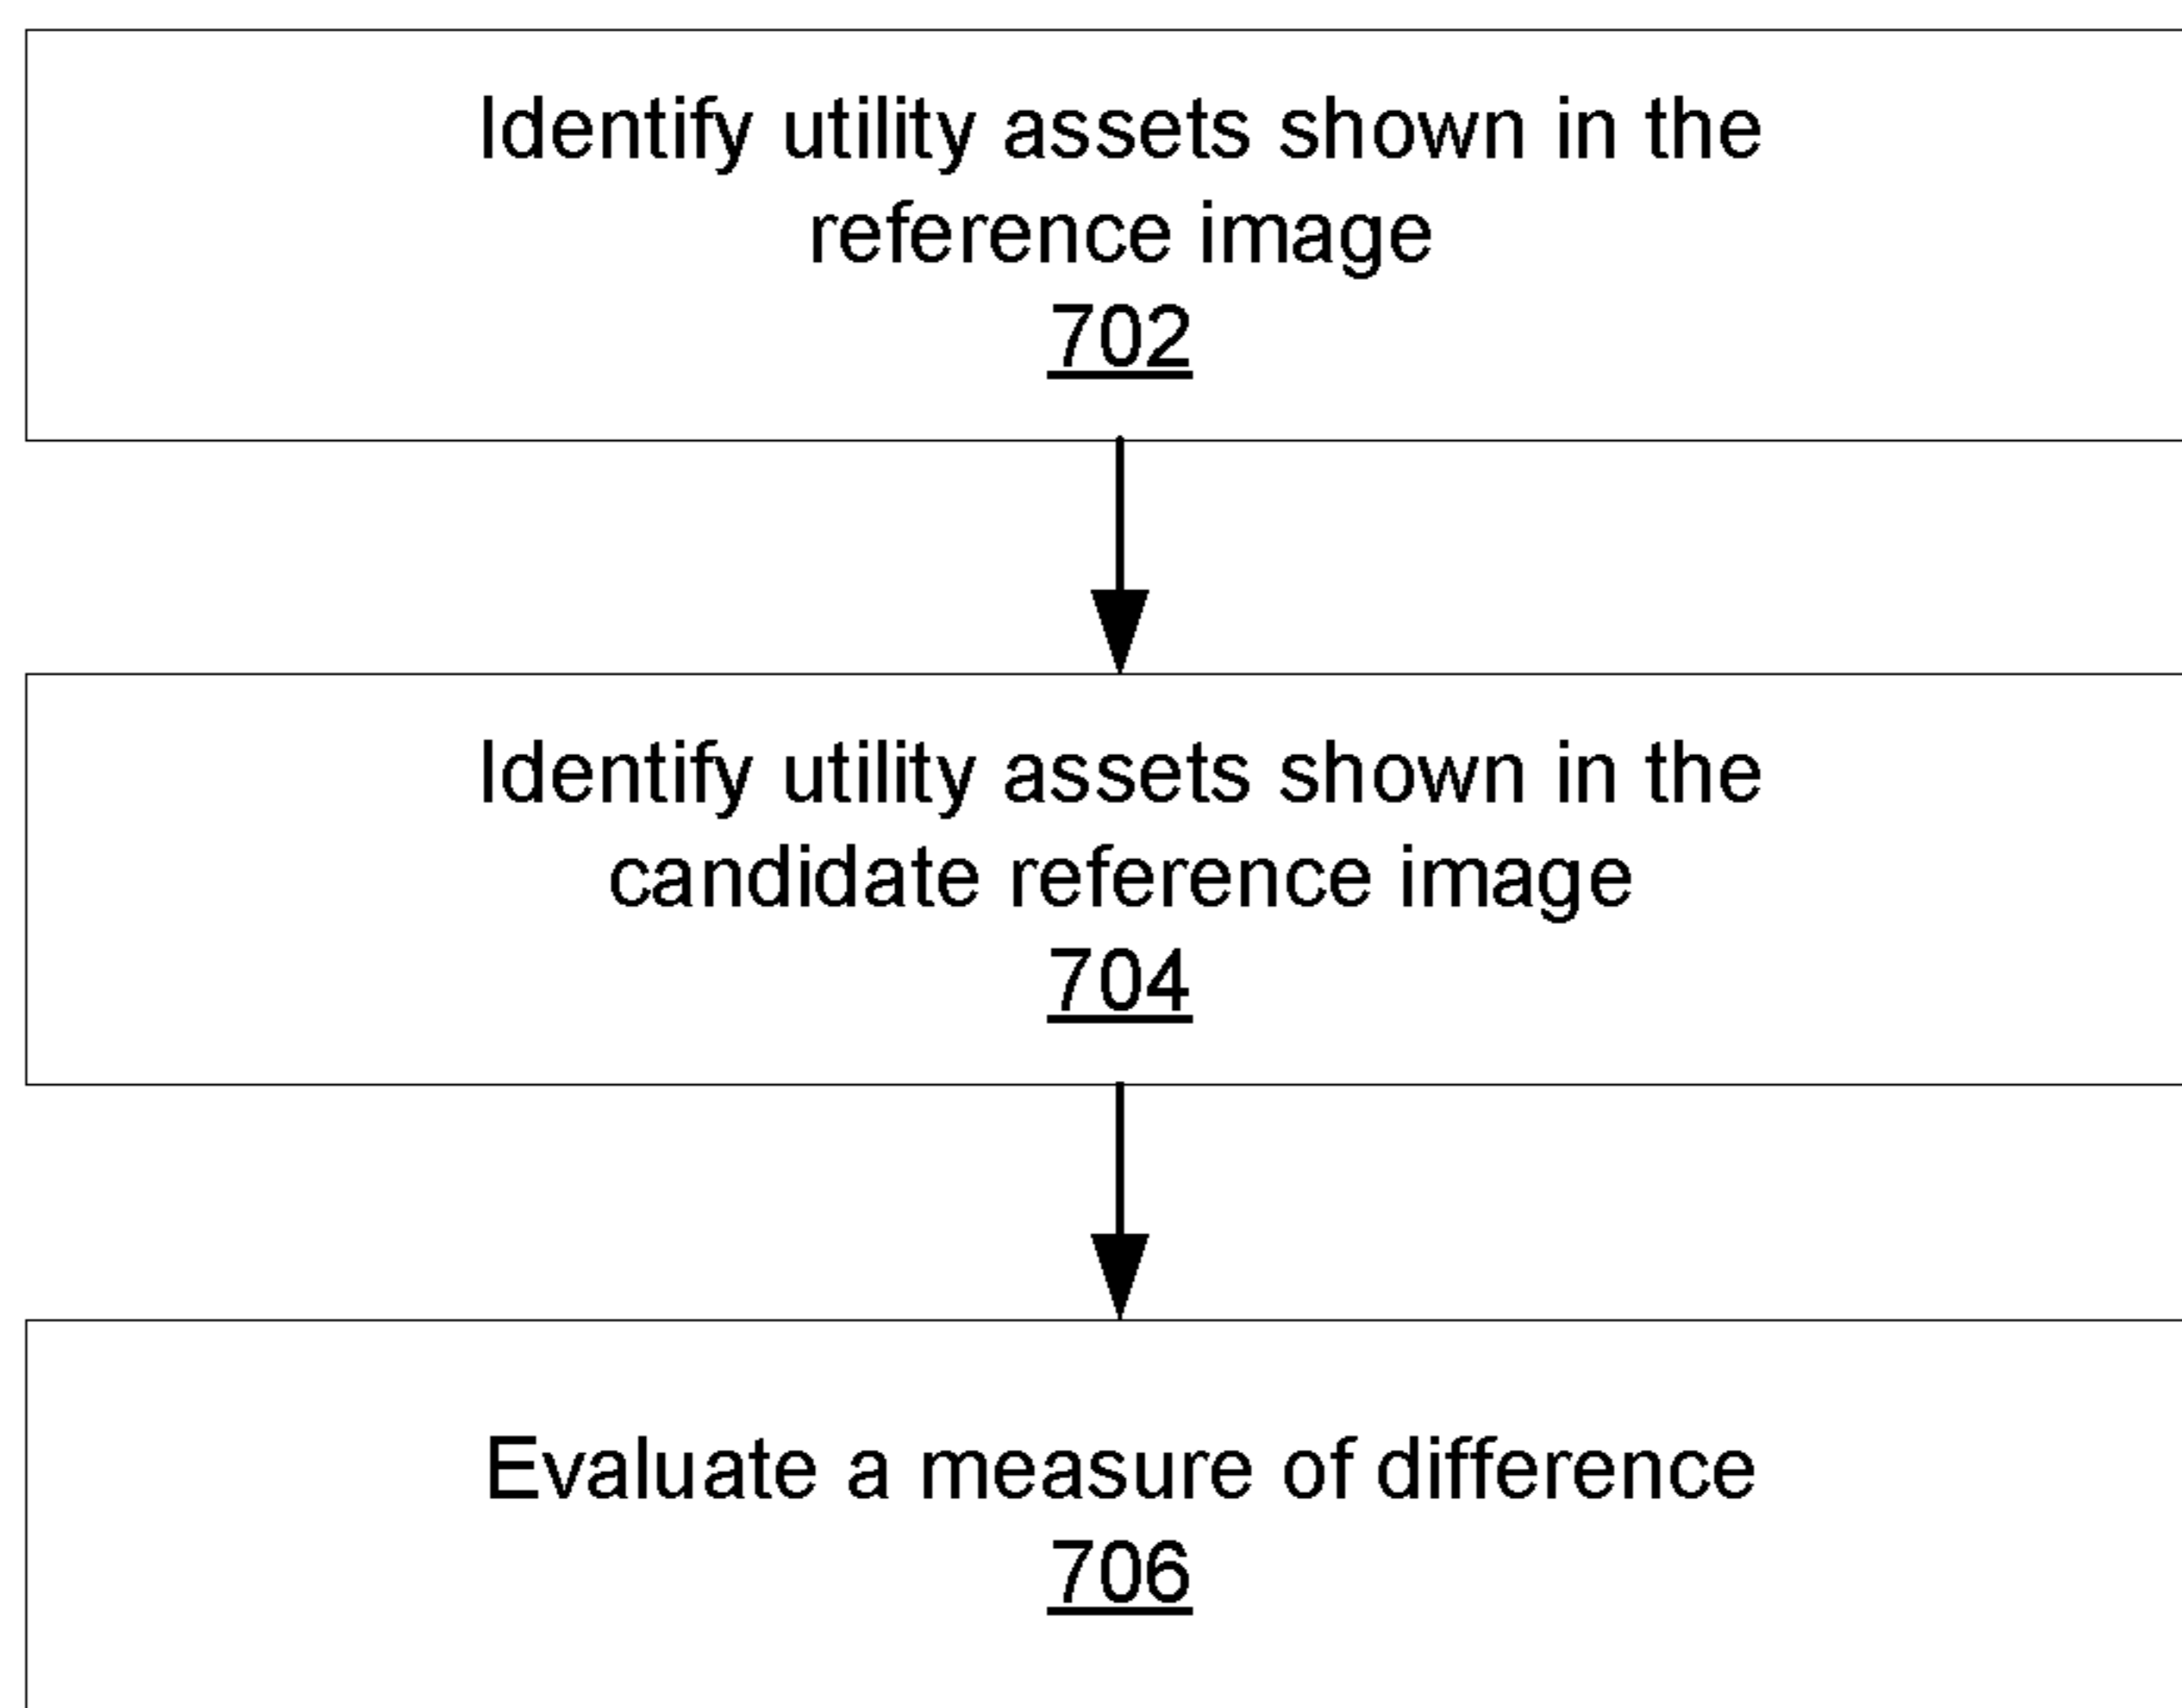 Identify utility assets shown in the
reference image
702
Identify utility assets shown in the
candidate reference image
704
Evaluate a measure of difference
706